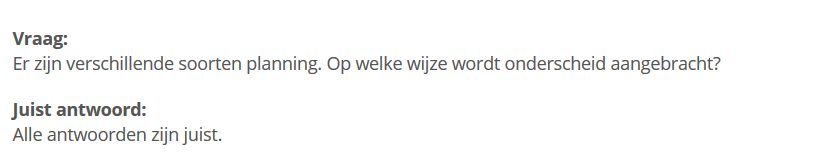 Vraag:
Er zijn verschillende soorten planning. Op welke wijze wordt onderscheid aangebracht?
Juist antwoord:
Alle antwoorden zijn juist.